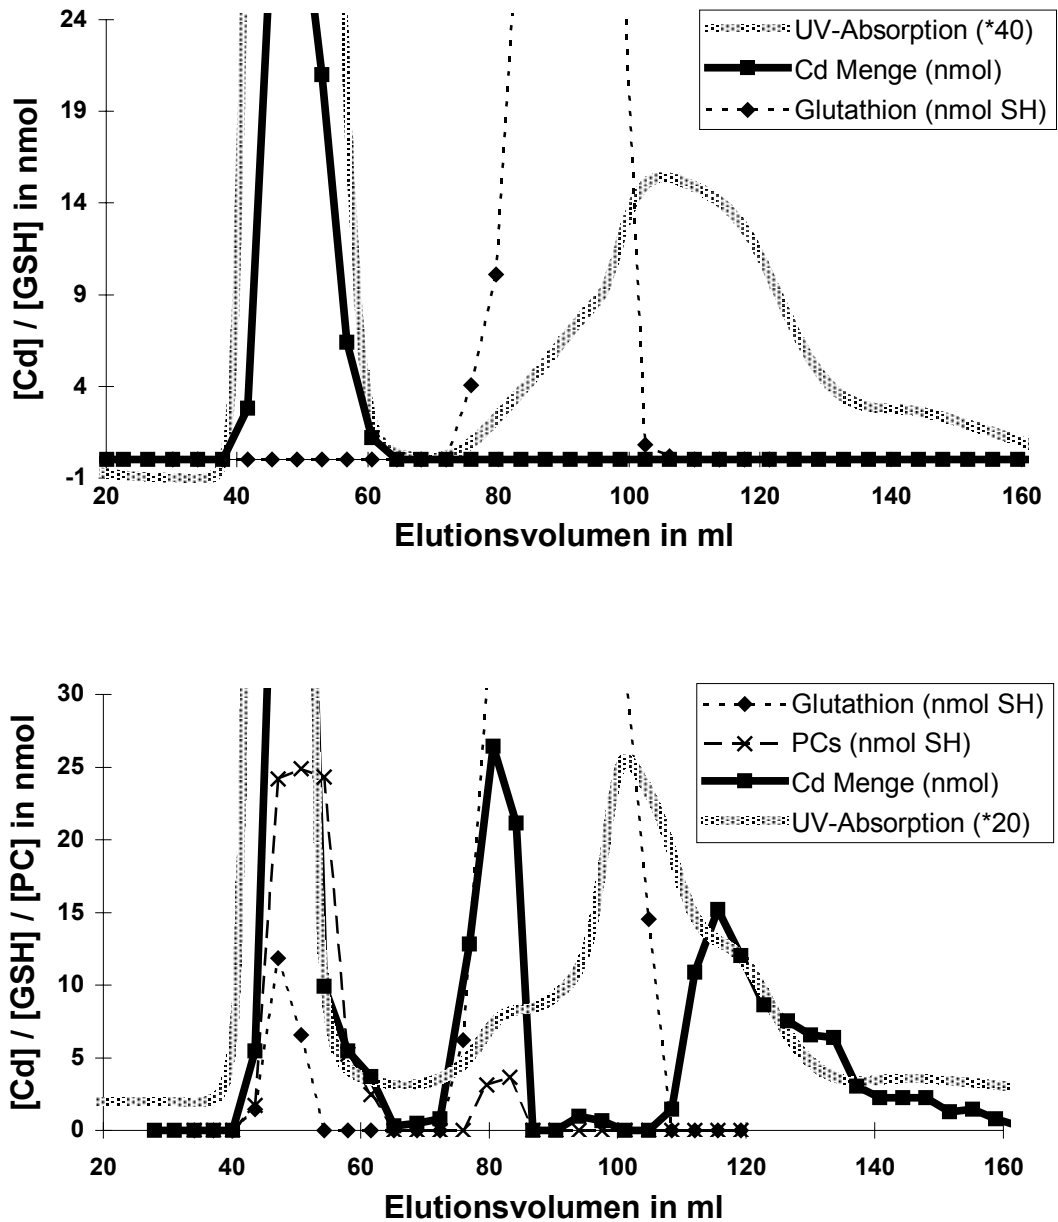 24
19
14
9
4
-1
[Cd] / [GSH] in nmol
UV-Absorption (*40)
Cd Menge (nmol)
Glutathion (nmol SH)
20 40 60 80 100 120 140 160
Elutionsvolumen in ml
30
25
20
15
10
5
0
[Cd] / [GSH] / [PC] in nmol
Glutathion (nmol SH)
PCs (nmol SH)
Cd Menge (nmol)
UV-Absorption (*20)
20 40 60 80 100 120 140 160
Elutionsvolumen in ml